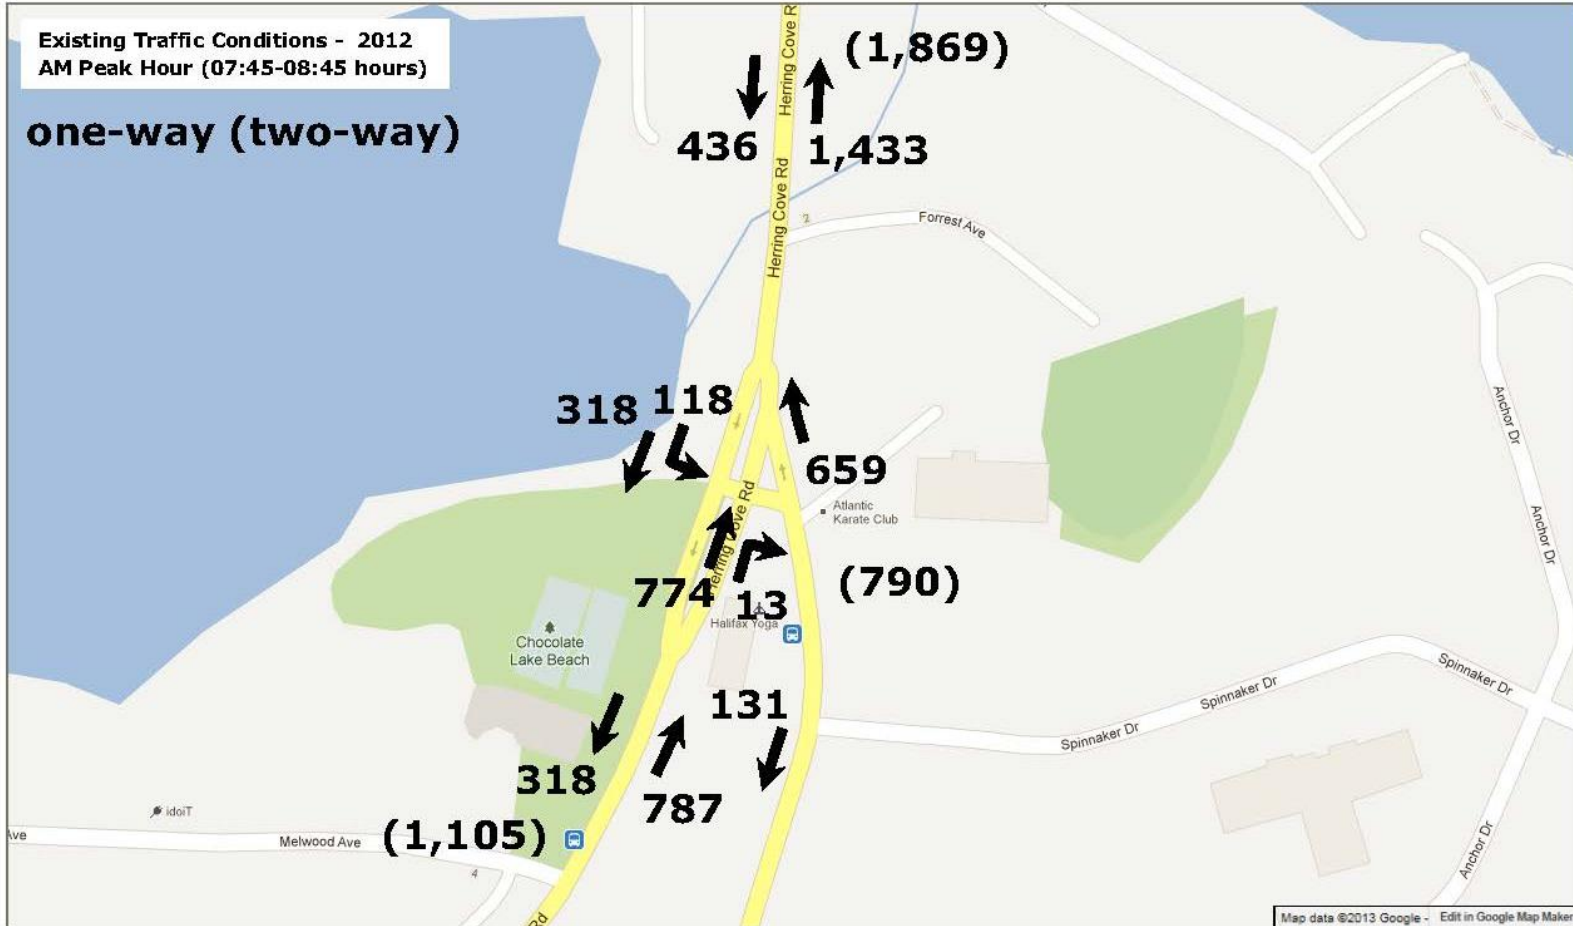 Existing Traffic Conditions - 2012
AM Peak Hour (07:45-08:45 hours)
one-way (two-way)
Herring Cove R
(1,869)
436
1,433
Herring Cove Rd
2
Forrest Ave
318
118
659
Herring Cove Rd
Atlantic
Karate Club
Anchor Dr
Anchor Dr
774
13
(790)
Halifax Yoga
Chocolate
Lake Beach
131
Spinnaker Dr
Spinnaker Dr
Spinnaker Dr
318
787
idoiT
Ave
Melwood Ave
(1,105)
4
Anchor Dr
Rd
Map data ©2013 Google -
Edit in Google Map Maker